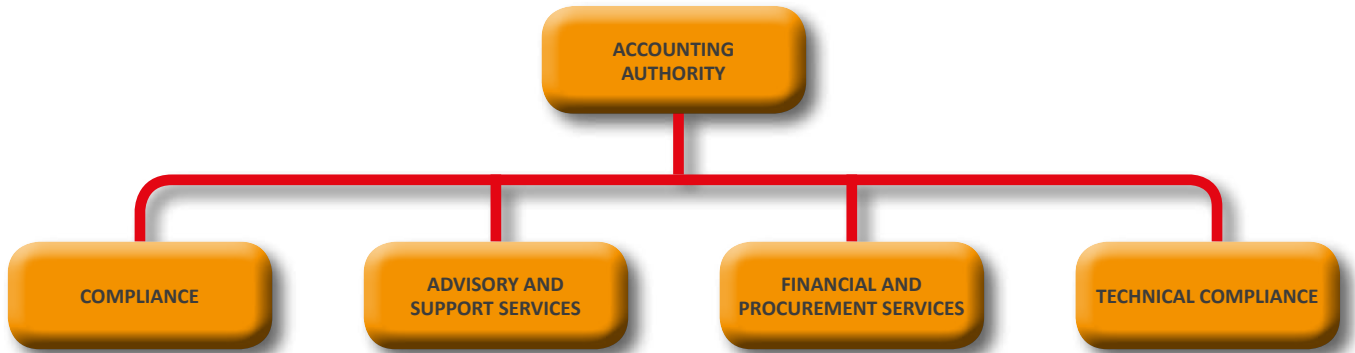 ACCOUNTING
AUTHORITY
COMPLIANCE
ADVISORY AND
SUPPORT SERVICES
FINANCIAL AND
PROCUREMENT SERVICES
TECHNICAL COMPLIANCE